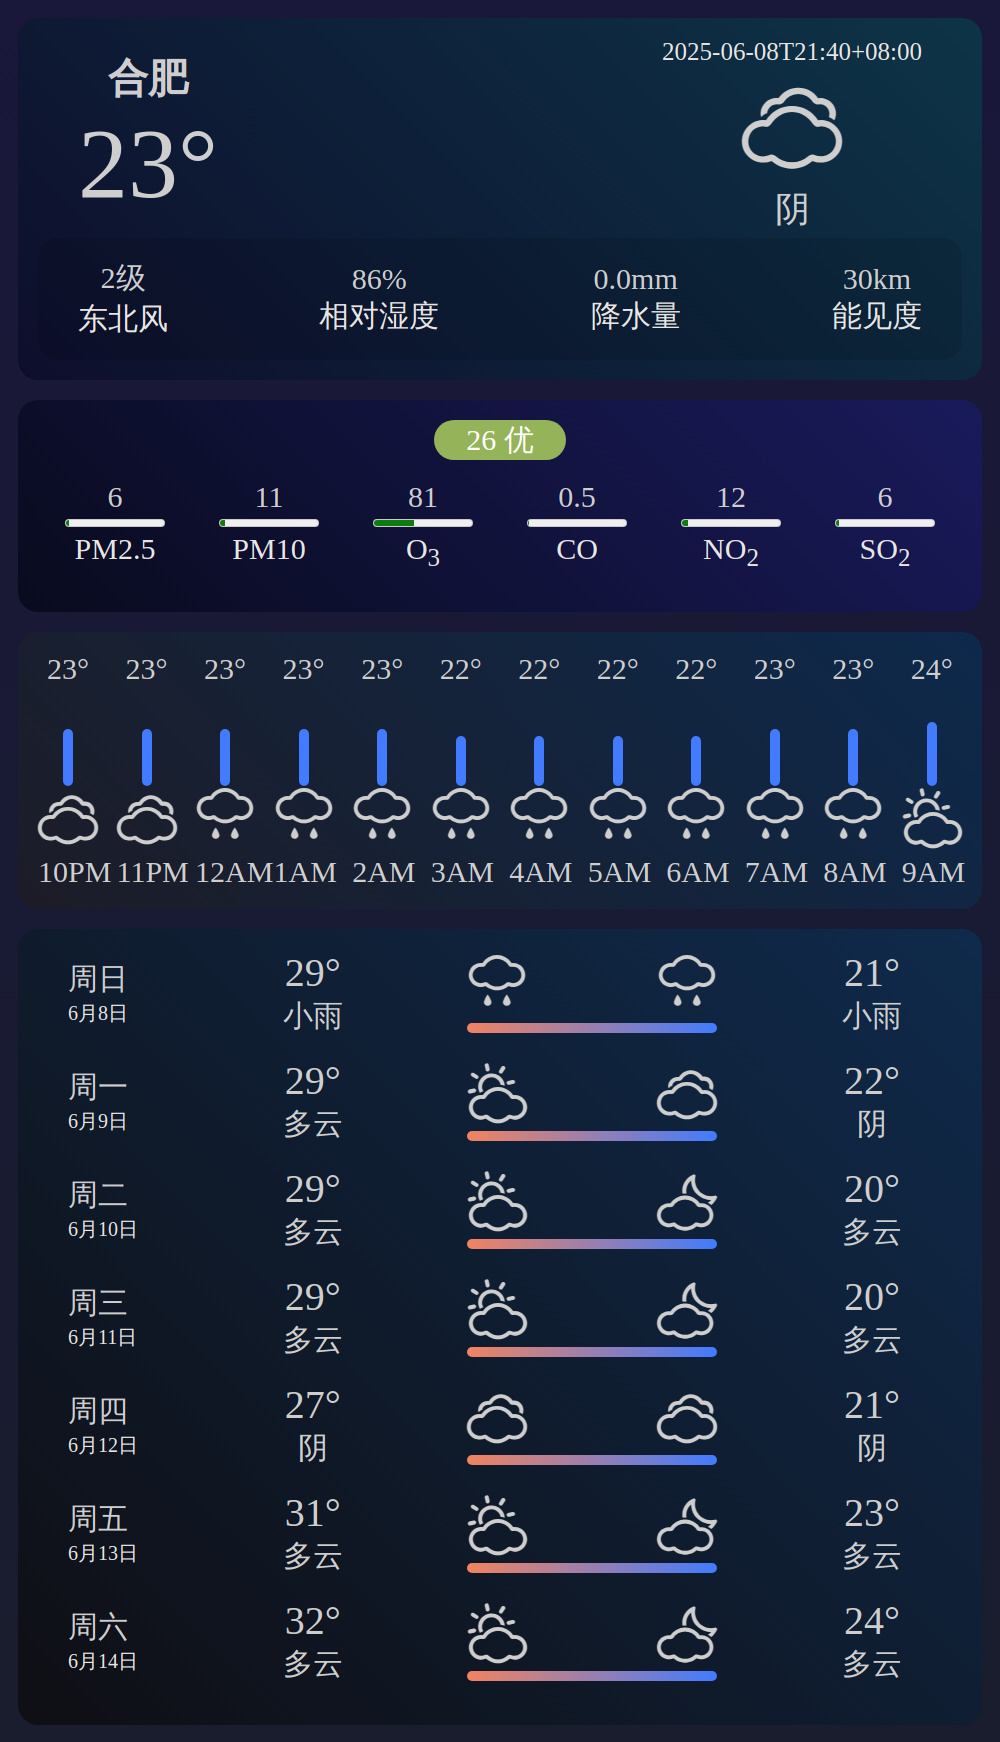 合肥
23°
2025-06-08T21:40+08:00
阴
2级 86% 0.0mm 30km
东北风 相对湿度 降水量 能见度
26 优
6 11 81 0.5 12 6
PM2.5 PM10 O3 CO NO2 SO2
23° 23° 23° 23° 23° 22° 22° 22° 22° 23° 23° 24°
10PM 11PM 12AM 1AM 2AM 3AM 4AM 5AM 6AM 7AM 8AM 9AM
周日 29° 21°
6月8日 小雨 小雨
周一 29° 22°
6月9日 多云 阴
周二 29° 20°
6月10日 多云 多云
周三 29° 20°
6月11日 多云 多云
周四 27° 21°
6月12日 阴 阴
周五 31° 23°
6月13日 多云 多云
周六 32° 24°
6月14日 多云 多云